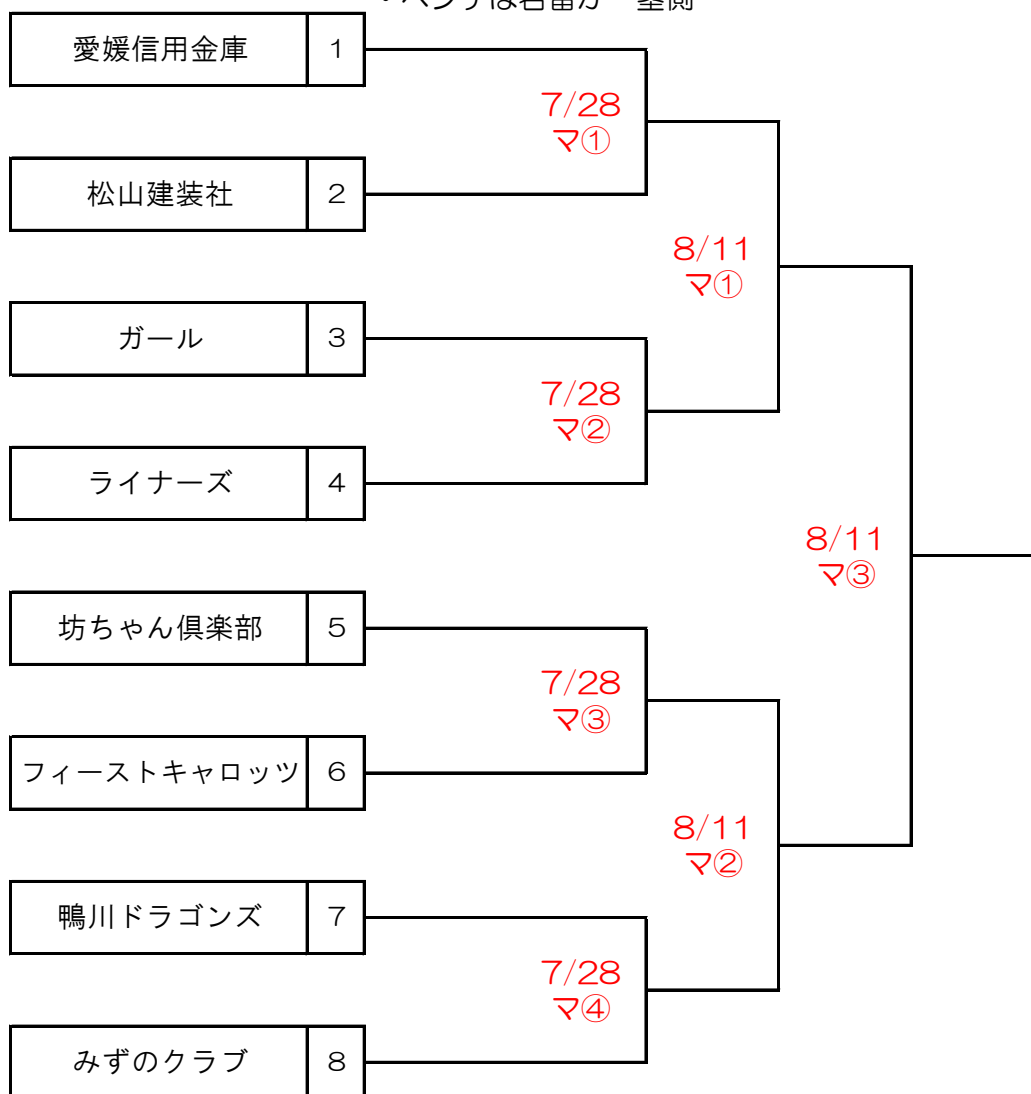 愛媛信用金庫 1
7/28
マ①
松山建装社 2
8/11
マ①
ガール 3
7/28
マ②
ライナーズ 4
8/11
マ③
坊ちゃん倶楽部 5
7/28
マ③
フィーストキャロッツ 6
8/11
マ②
鴨川ドラゴンズ 7
7/28
マ④
みずのクラブ 8